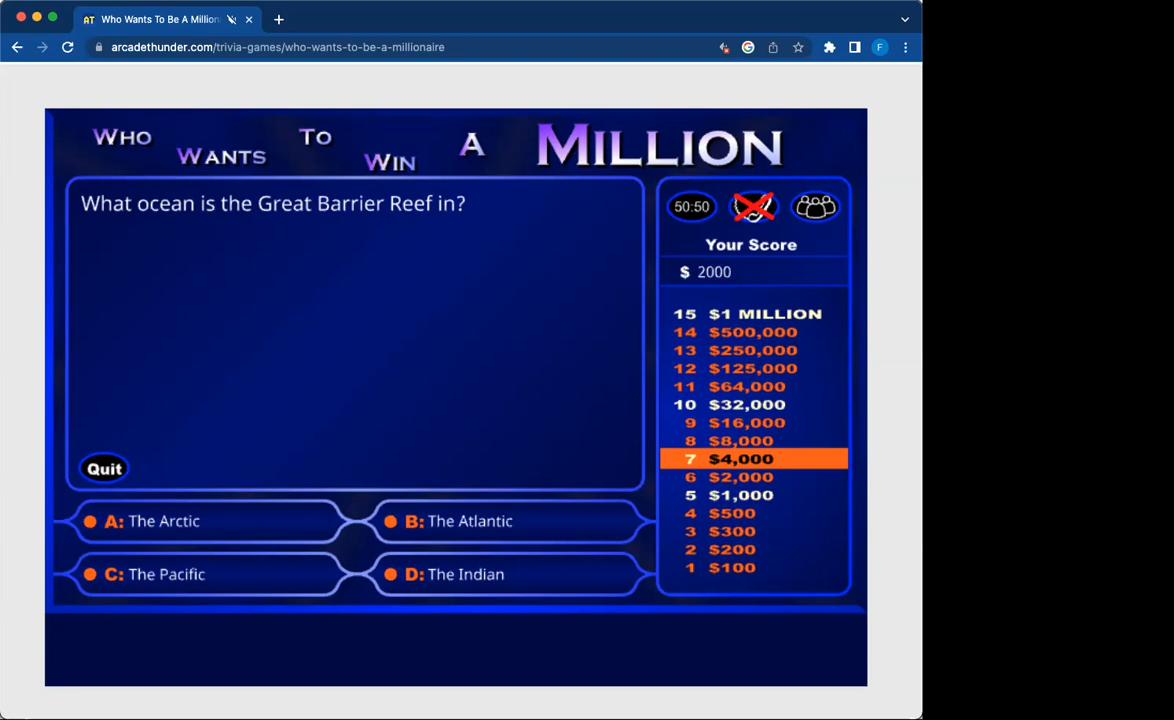 Who Wants To Be A Million
arcadethunder.com/trivia-games/who-wants-to-be-a-millionaire
F
WHO WANTS TO WIN A MILLION
What ocean is the Great Barrier Reef in?
Quit
A: The Arctic
B: The Atlantic
C: The Pacific
D: The Indian
50:50
Your Score
$ 2000
15 $1 MILLION
14 $500,000
13 $250,000
12 $125,000
11 $64,000
10 $32,000
9 $16,000
8 $8,000
7 $4,000
6 $2,000
5 $1,000
4 $500
3 $300
2 $200
1 $100